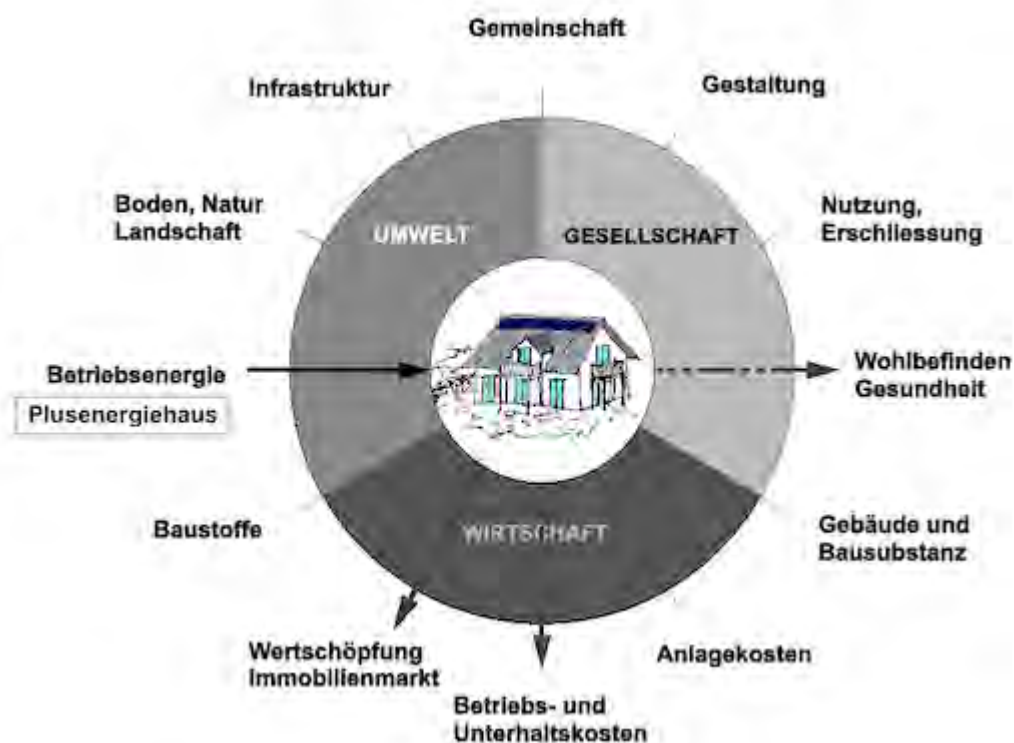 Gemeinschaft
Infrastruktur
Gestaltung
Boden, Natur
Landschaft
UMWELT
GESELLSCHAFT
Nutzung,
Erschliessung
Betriebsenergie
Plusenergiehaus
Wohlbefinden
Gesundheit
Baustoffe
WIRTSCHAFT
Gebäude und
Bausubstanz
Wertschöpfung
Immobilienmarkt
Anlagekosten
Betriebs- und
Unterhaltskosten